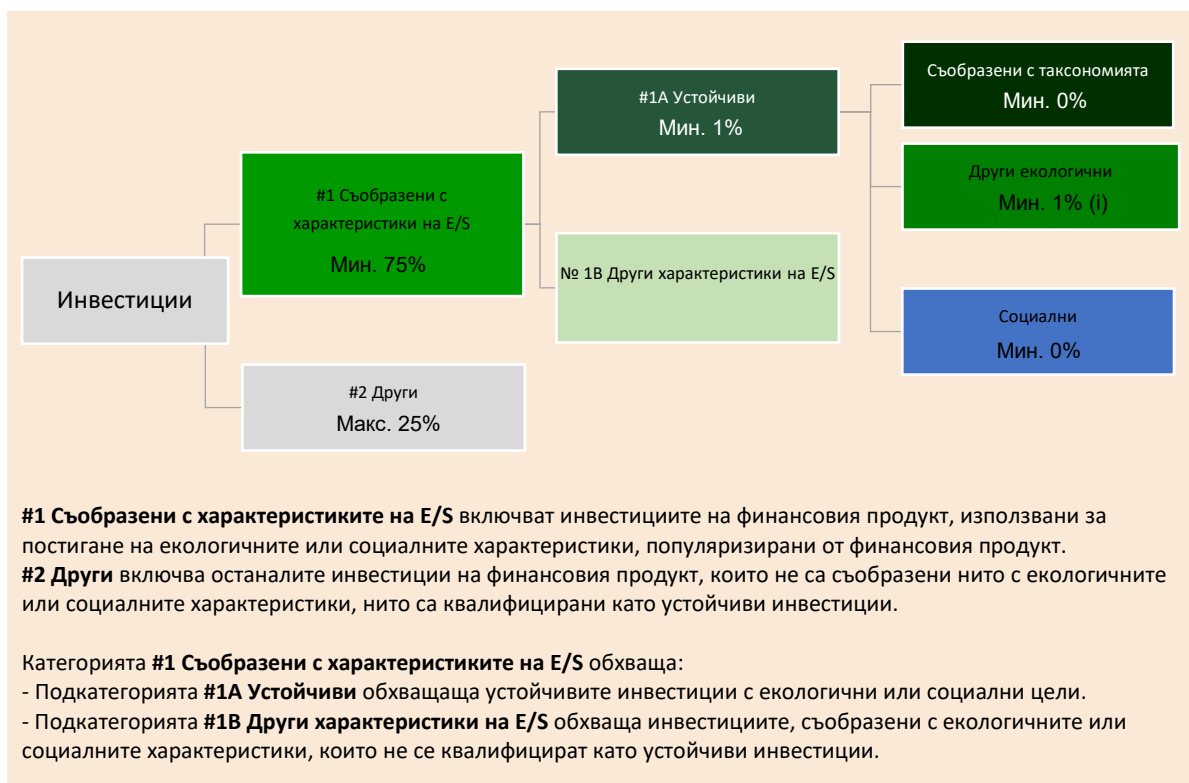 Инвестиции
#1 Съобразени с
характеристики на E/S
Мин. 75%
#2 Други
Макс. 25%
#1A Устойчиви
Мин. 1%
№ 1B Други характеристики на E/S
Съобразени с таксономията
Мин. 0%
Други екологични
Мин. 1% (i)
Социални
Мин. 0%
#1 Съобразени с характеристиките на E/S включват инвестициите на финансовия продукт, използвани за
постигане на екологичните или социалните характеристики, популяризирани от финансовия продукт.
#2 Други включва останалите инвестиции на финансовия продукт, които не са съобразени нито с екологичните
или социалните характеристики, нито са квалифицирани като устойчиви инвестиции.
Категорията #1 Съобразени с характеристиките на E/S обхваща:
- Подкатегорията #1A Устойчиви обхващаща устойчивите инвестиции с екологични или социални цели.
- Подкатегорията #1B Други характеристики на E/S обхваща инвестициите, съобразени с екологичните или
социалните характеристики, които не се квалифицират като устойчиви инвестиции.